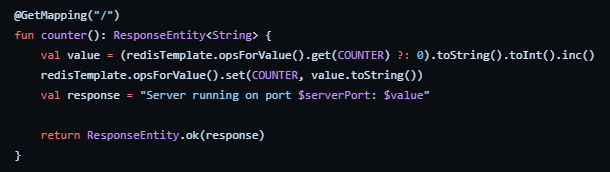 @GetMapping("/")
fun counter(): ResponseEntity<String> {
    val value = (redisTemplate.opsForValue().get(COUNTER) ?: 0).toString().toInt().inc()
    redisTemplate.opsForValue().set(COUNTER, value.toString())
    val response = "Server running on port $serverPort: $value"

    return ResponseEntity.ok(response)
}